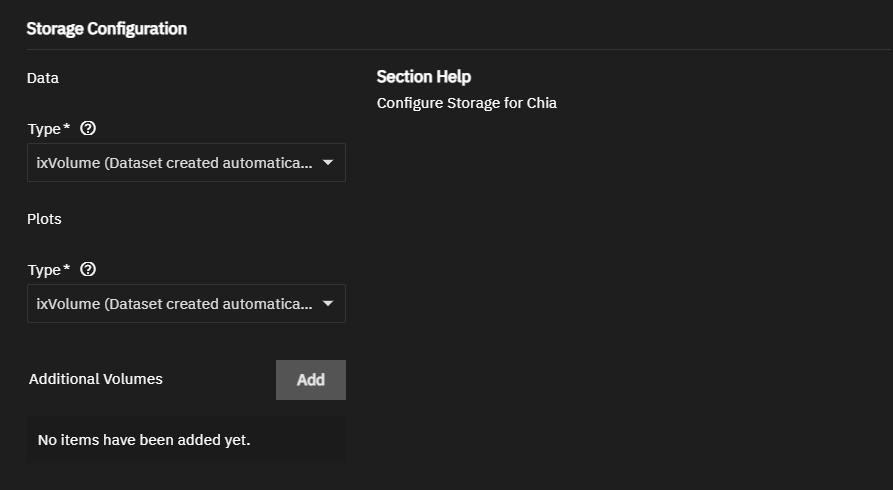 Storage Configuration
Data
Section Help
Configure Storage for Chia
Type*
ixVolume (Dataset created automatica...
Plots
Type*
ixVolume (Dataset created automatica...
Additional Volumes
Add
No items have been added yet.